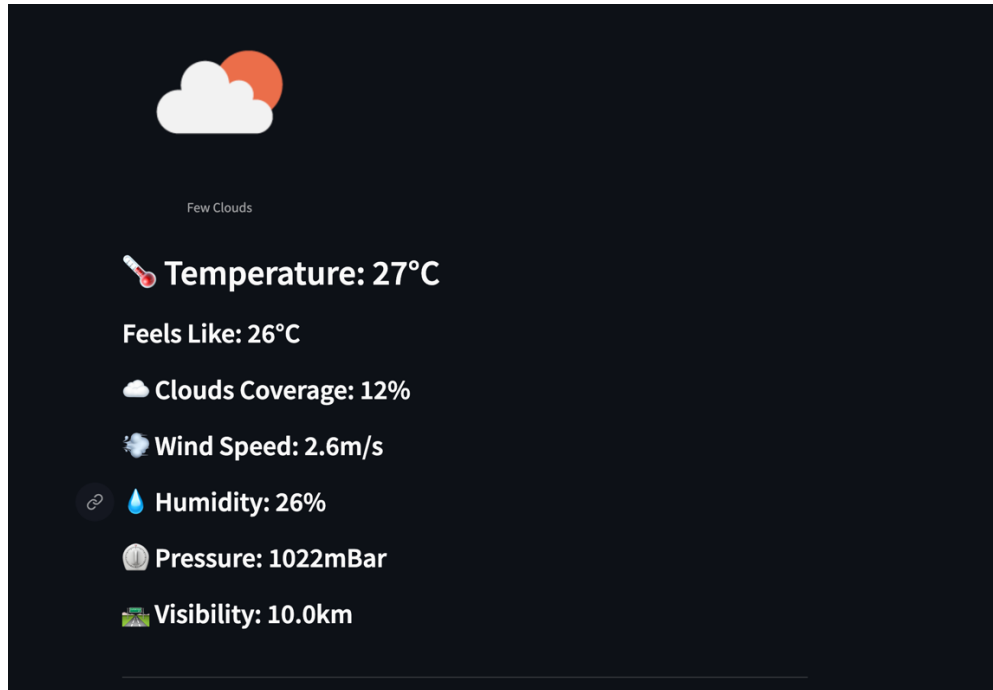 Few Clouds
🌡️ Temperature: 27°C
Feels Like: 26°C
☁️ Clouds Coverage: 12%
💨 Wind Speed: 2.6m/s
💧 Humidity: 26%
⏲️ Pressure: 1022mBar
🛣️ Visibility: 10.0km